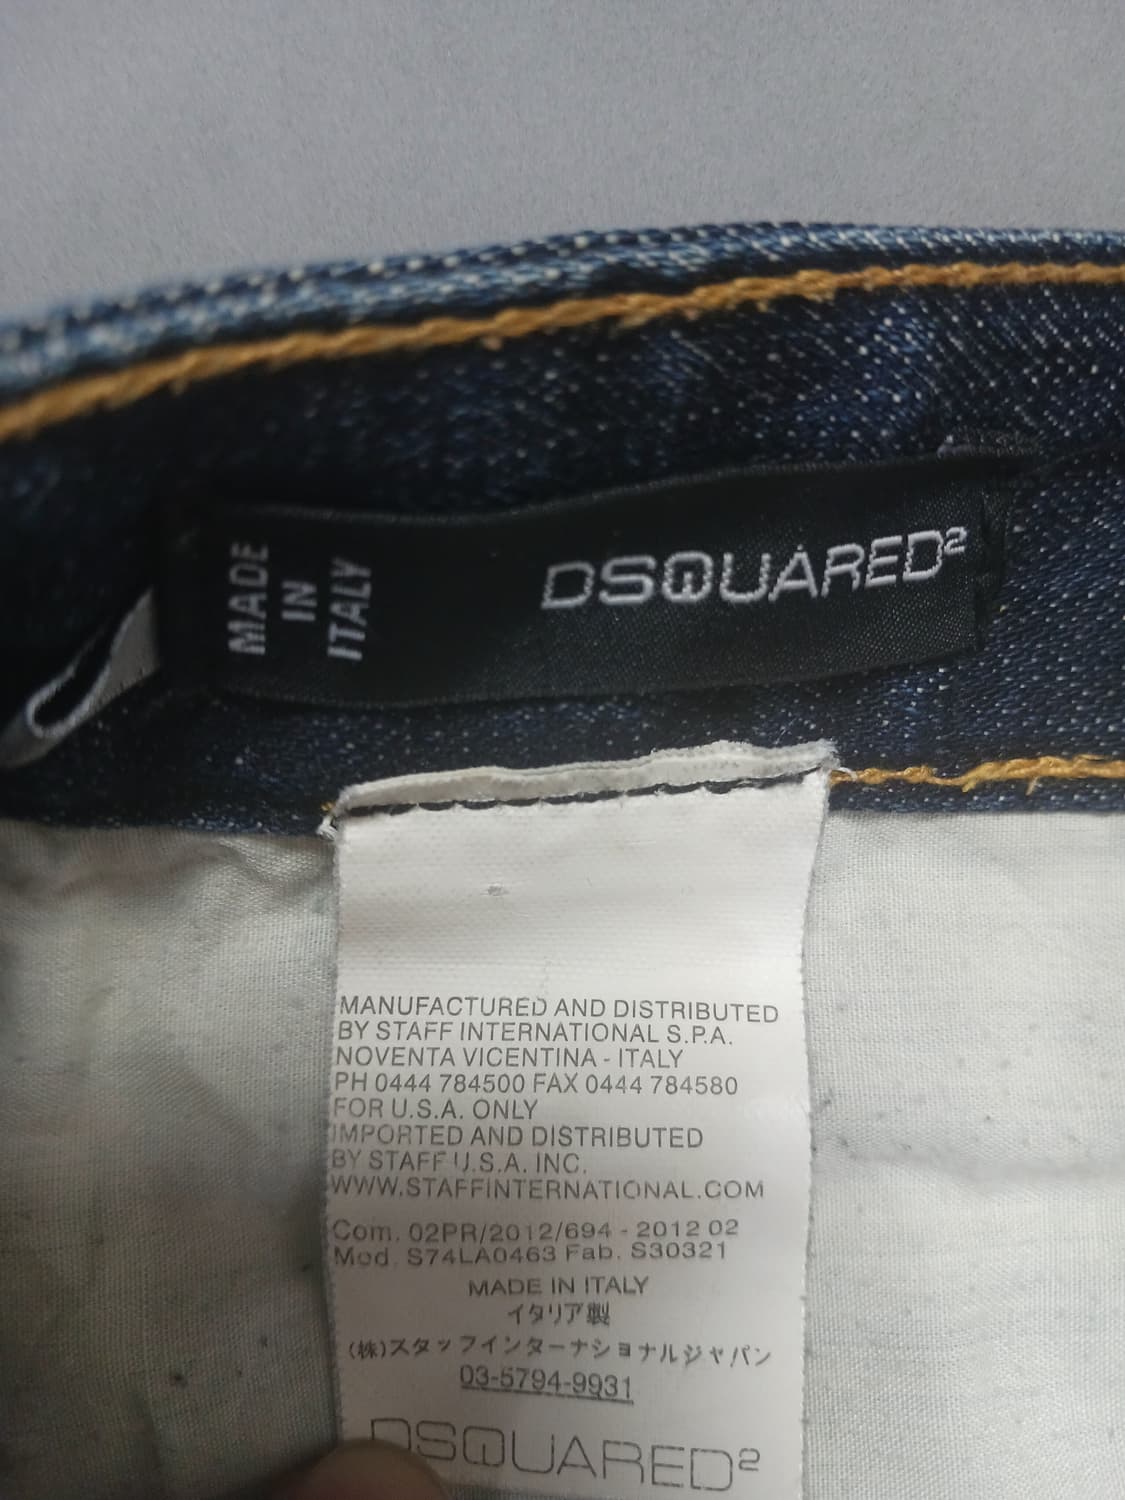 MADE
IN
ITALY
DSQUARED²
MANUFACTURED AND DISTRIBUTED
BY STAFF INTERNATIONAL S.P.A.
NOVENTA VICENTINA - ITALY
PH 0444 784500 FAX 0444 784580
FOR U.S.A. ONLY
IMPORTED AND DISTRIBUTED
BY STAFF U.S.A. INC.
WWW.STAFFINTERNATIONAL.COM
Com. 02PR/2012/694 - 2012 02
Mod. S74LA0463 Fab. S30321
MADE IN ITALY
イタリア製
(株)スタッフインターナショナルジャパン
03-5794-9931
DSQUARED²